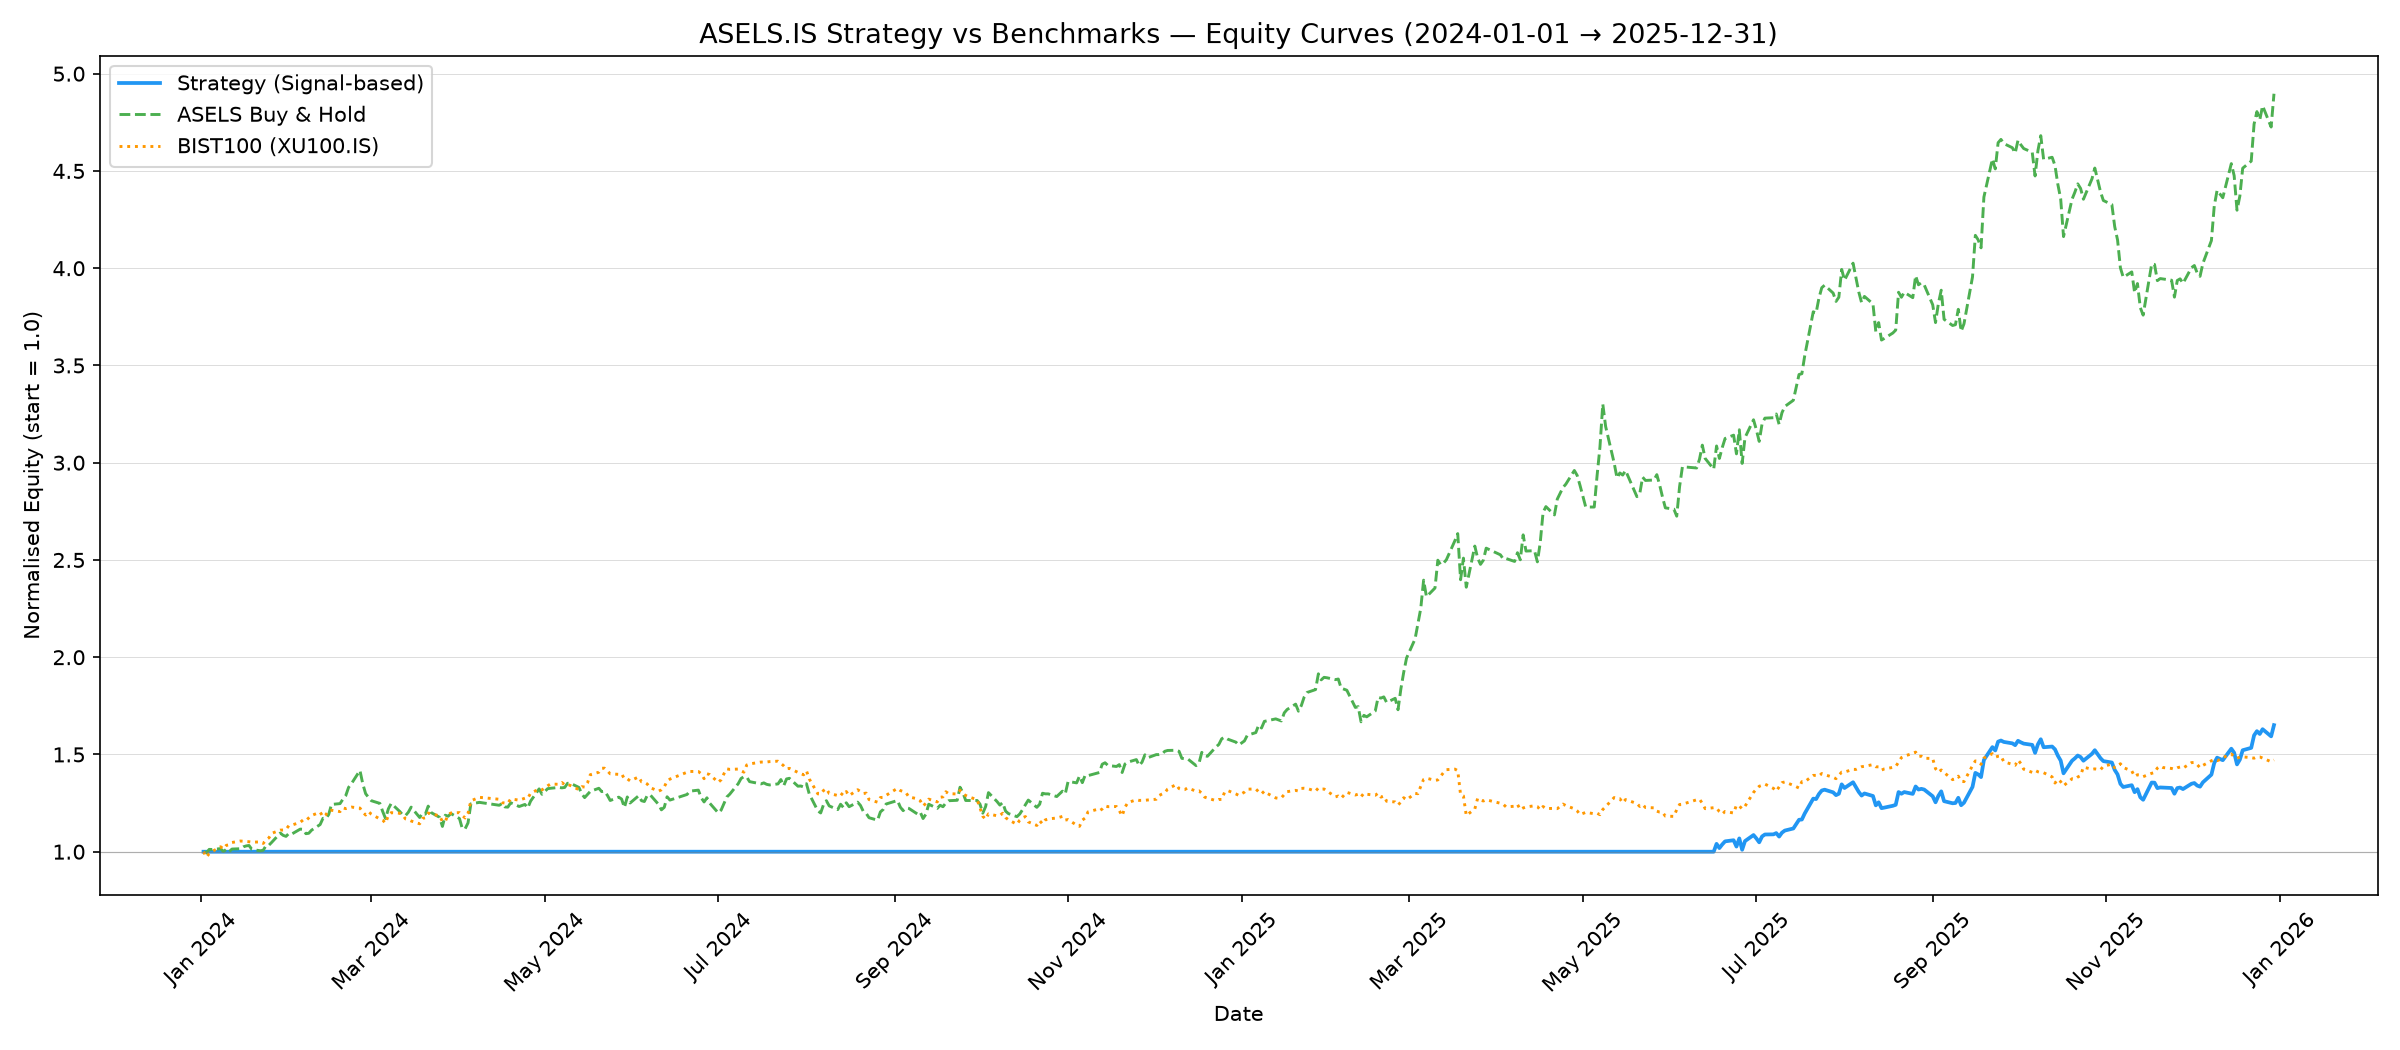 ASELS.IS Strategy vs Benchmarks — Equity Curves (2024-01-01 → 2025-12-31)
Strategy (Signal-based)
ASELS Buy & Hold
BIST100 (XU100.IS)
Normalised Equity (start = 1.0)
5.0
4.5
4.0
3.5
3.0
2.5
2.0
1.5
1.0
Jan 2024
Mar 2024
May 2024
Jul 2024
Sep 2024
Nov 2024
Jan 2025
Mar 2025
May 2025
Jul 2025
Sep 2025
Nov 2025
Jan 2026
Date